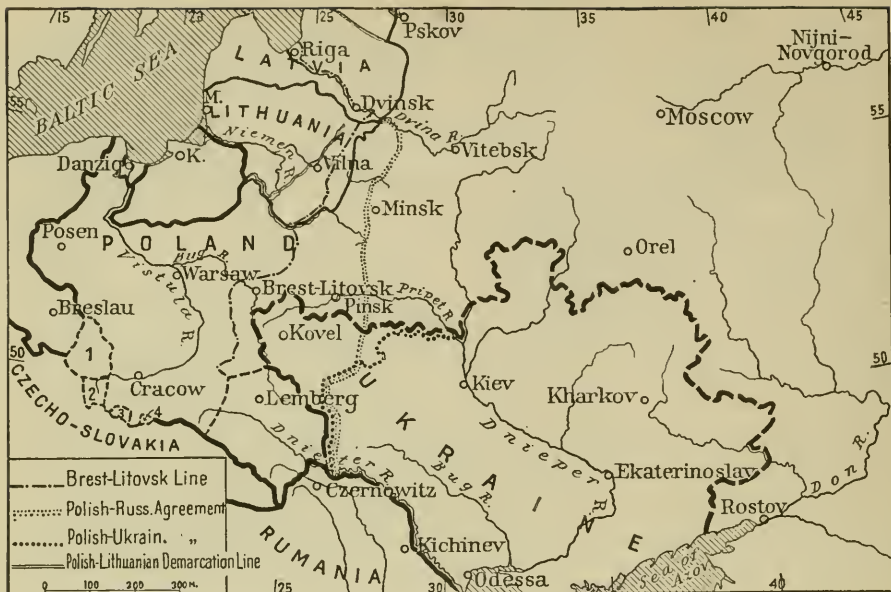 15
20
25
30
35
40
45
Pskov
Nijni-
Novgorod
Riga
LATVIA
BALTIC SEA
55
M.
LITHUANIA
Dvinsk
Drina R.
Moscow
55
Niemen R.
Vilna
Vitebsk
Danzig
K.
Minsk
Posen
POLAND
Bug R.
Orel
Vistula R.
Warsaw
Brest-Litovsk
Pripet R.
Pinsk
Breslau
Kovel
50
1
50
Cracow
2
3
4
Kiev
Kharkov
CZECHO-SLOVAKIA
Lemberg
UKRAINE
Dniester R.
Dnieper R.
Bug R.
Ekaterinoslav
Don R.
Czernowitz
Rostov
Brest-Litovsk Line
Polish-Russ. Agreement
Polish-Ukrain. „
Polish-Lithuanian Demarcation Line
RUMANIA
Kichinev
Odessa
Sea of
Azov
0 100 200 300 M.
25
30
40